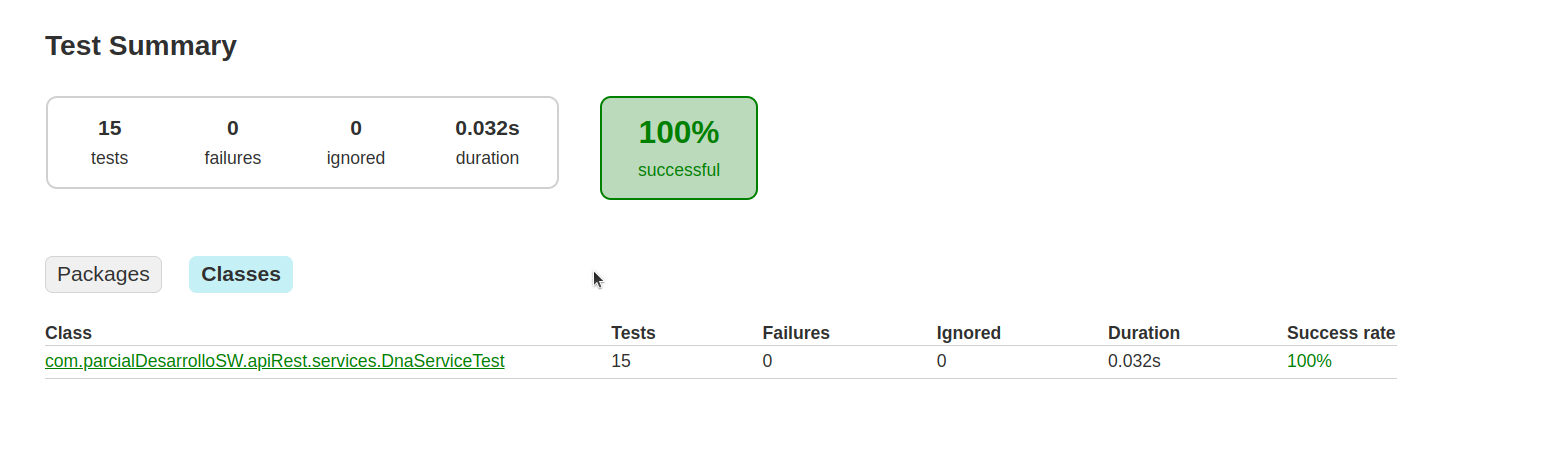 Test Summary
15 0 0 0.032s
tests failures ignored duration
100%
successful
Packages Classes
Class Tests Failures Ignored Duration Success rate
com.parcialDesarrolloSW.apiRest.services.DnaServiceTest 15 0 0 0.032s 100%